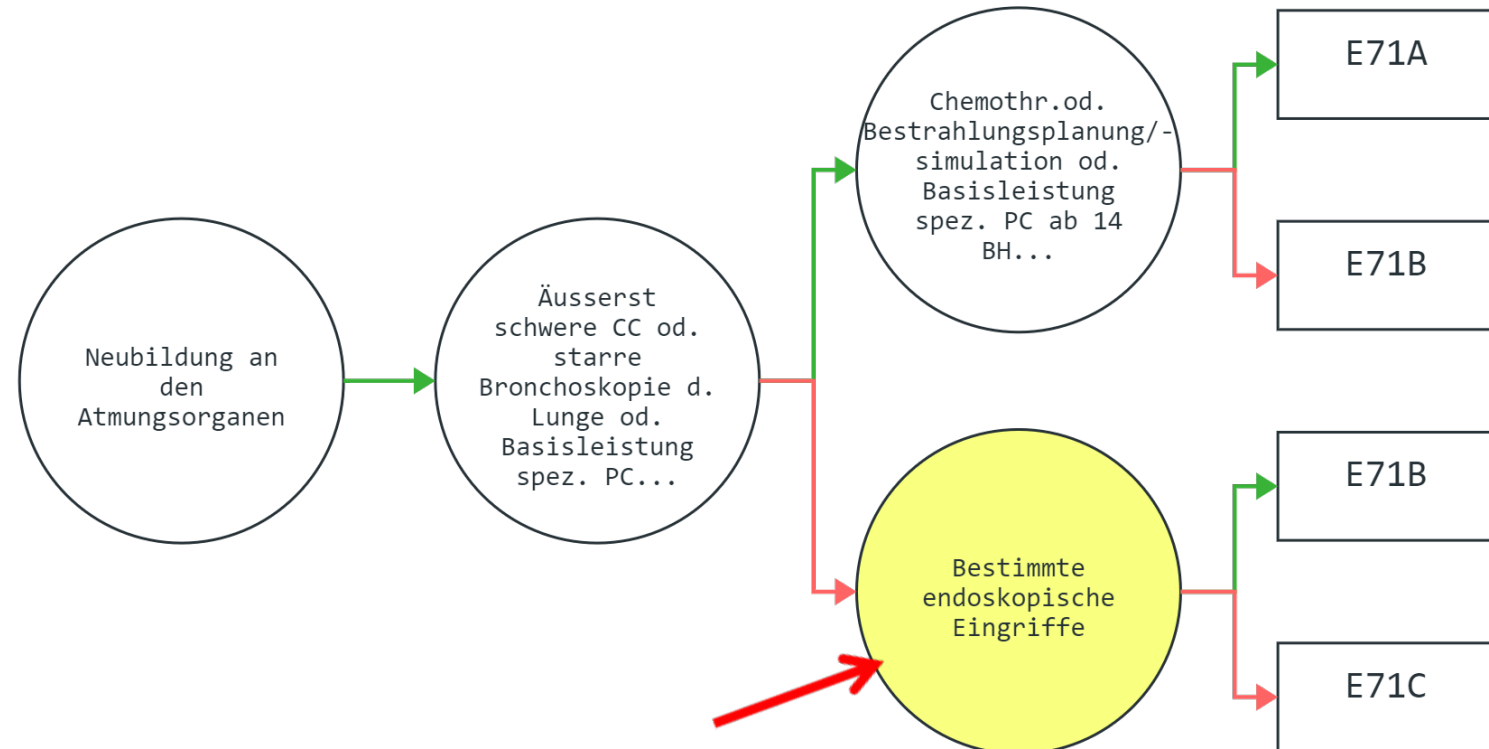 Neubildung an
den
Atmungsorganen
Äusserst
schwere CC od.
starre
Bronchoskopie d.
Lunge od.
Basisleistung
spez. PC...
Chemothr.od.
Bestrahlungsplanung/-
simulation od.
Basisleistung
spez. PC ab 14
BH...
Bestimmte
endoskopische
Eingriffe
E71A
E71B
E71B
E71C